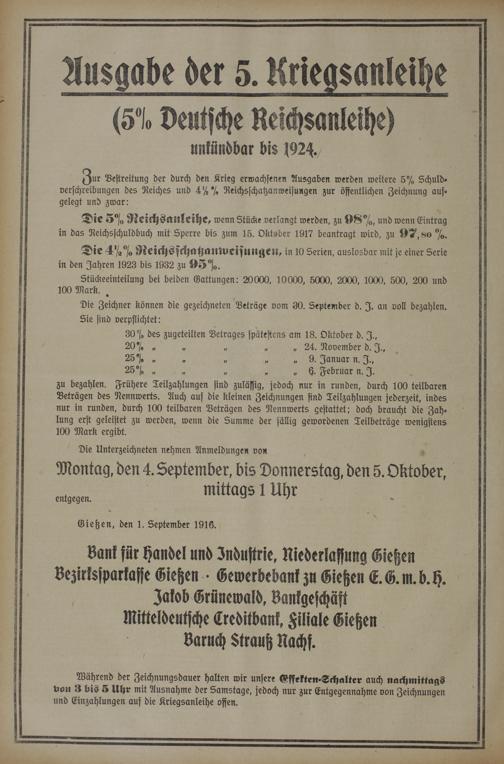 Ausgabe der 5. Kriegsanleihe
(5% Deutsche Reichsanleihe)
unkündbar bis 1924.
Zur Bestreitung der durch den Krieg erwachsenen Ausgaben werden weitere 5% Schuld-
verschreibungen des Reiches und 4½% Reichsschatzanweisungen zur öffentlichen Zeichnung auf-
gelegt und zwar:
Die 5% Reichsanleihe, wenn Stücke verlangt werden, zu 98%, und wenn Eintrag
in das Reichsschuldbuch mit Sperre bis zum 15. Oktober 1917 beantragt wird, zu 97,80 %.
Die 4½% Reichsschatzanweisungen, in 10 Serien, auslosbar mit je einer Serie
in den Jahren 1923 bis 1932 zu 95%.
Stückeeinteilung bei beiden Gattungen: 20000, 10000, 5000, 2000, 1000, 500, 200 und
100 Mark.
Die Zeichner können die gezeichneten Beträge vom 30. September d. J. an voll bezahlen.
Sie sind verpflichtet:
30% des zugeteilten Betrages spätestens am 18. Oktober d. J.,
20% „ „ „ „ „ 24. November d. J.,
25% „ „ „ „ „ 9. Januar n. J.,
25% „ „ „ „ „ 6. Februar n. J.
zu bezahlen. Frühere Teilzahlungen sind zulässig, jedoch nur in runden, durch 100 teilbaren
Beträgen des Nennwerts. Auch auf die kleinen Zeichnungen sind Teilzahlungen jederzeit, indes
nur in runden, durch 100 teilbaren Beträgen des Nennwerts gestattet; doch braucht die Zah-
lung erst geleistet zu werden, wenn die Summe der fällig gewordenen Teilbeträge wenigstens
100 Mark ergibt.
Die Unterzeichneten nehmen Anmeldungen von
Montag, den 4. September, bis Donnerstag, den 5. Oktober,
mittags 1 Uhr
entgegen.
Gießen, den 1. September 1916.
Bank für Handel und Industrie, Niederlassung Gießen
Bezirkssparkasse Gießen · Gewerbebank zu Gießen E. G. m. b. H.
Jakob Grünewald, Bankgeschäft
Mitteldeutsche Creditbank, Filiale Gießen
Baruch Strauß Nachf.
Während der Zeichnungsdauer halten wir unsere Effekten-Schalter auch nachmittags
von 3 bis 5 Uhr mit Ausnahme der Samstage, jedoch nur zur Entgegennahme von Zeichnungen
und Einzahlungen auf die Kriegsanleihe offen.